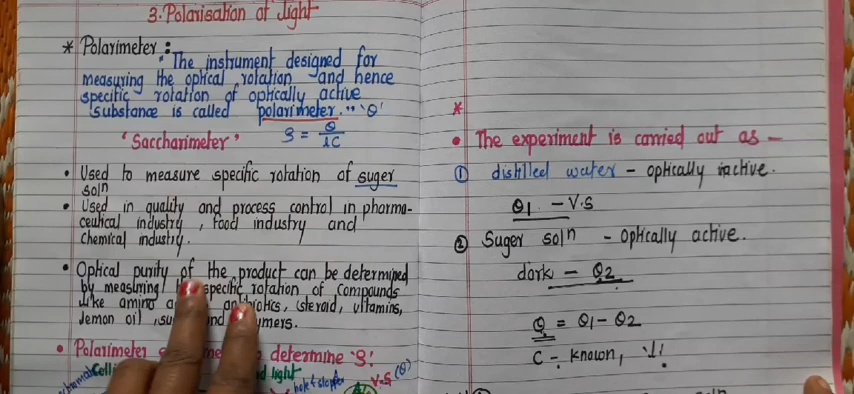 3. Polarisation of light
* Polarimeter :
" The instrument designed for
measuring the optical rotation and hence
specific rotation of optically active
substance is called polarimeter." 'θ'
'Saccharimeter' S = θ/lC
• Used to measure specific rotation of suger
soln
• Used in quality and process control in pharma-
ceutical industry, food industry and
chemical industry.
• Optical purity of the product can be determined
by measuring specific rotation of compounds
like amino antibiotics, steroid, vitamins,
lemon oil
• Polarimeter determine 'S'
light
hole & stopper
V.S (θ)
*
• The experiment is carried out as –
① distilled water - optically inactive.
θ1 - V.S
② Suger soln - optically active.
dark - θ2
θ = θ1 - θ2
C - known,